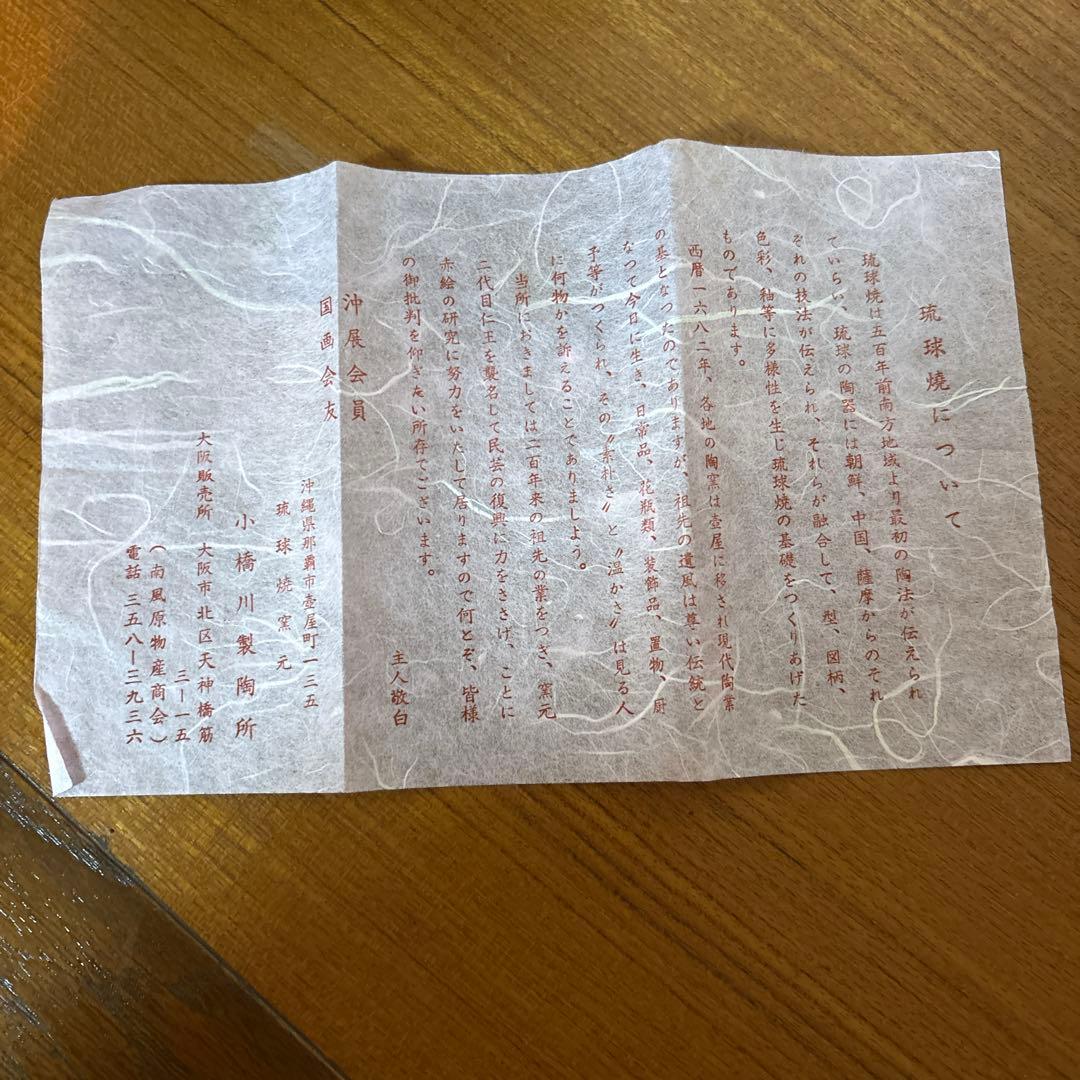 琉球焼について
琉球焼は五百年前南方地域より最初の陶法が伝えられ
ていらい、琉球の陶器には朝鮮、中国、薩摩からのそれ
ぞれの技法が伝えられ、それらが融合して、型、図柄、
色彩、釉等に多様性を生じ琉球焼の基礎をつくりあげた
ものであります。
西暦一六八二年、各地の陶窯は壺屋に移され現代陶業
の基となつたのでありますが、祖先の遺風は尊い伝統と
なつて今日に生き、日常品、花瓶類、装飾品、置物、厨
子等がつくられ、その〝素朴さ〟と〝温かさ〟は見る人
に何物かを訴えることでありましよう。
当所におきましては二百年来の祖先の業をつぎ、窯元
二代目仁王を襲名して民芸の復興に力をささげ、ことに
赤絵の研究に努力をいたして居りますので何とぞ、皆様
の御批判を仰ぎたい所存でございます。
主人敬白
沖展会員
国画会友
沖縄県那覇市壺屋町一三五
琉球焼窯元
小橋川製陶所
大阪販売所 大阪市北区天神橋筋
三ー一五
(南風原物産商会)
電話 三五八ー三九三六